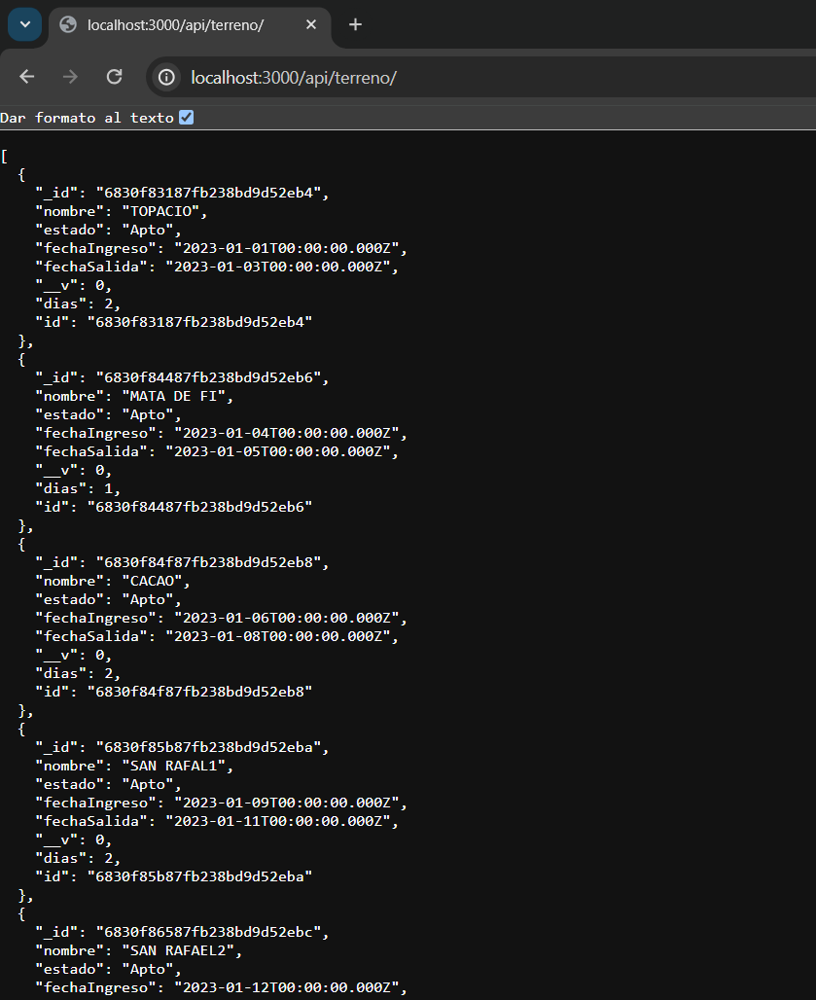 localhost:3000/api/terreno/
localhost:3000/api/terreno/
Dar formato al texto
[
  {
    "_id": "6830f83187fb238bd9d52eb4",
    "nombre": "TOPACIO",
    "estado": "Apto",
    "fechaIngreso": "2023-01-01T00:00:00.000Z",
    "fechaSalida": "2023-01-03T00:00:00.000Z",
    "__v": 0,
    "dias": 2,
    "id": "6830f83187fb238bd9d52eb4"
  },
  {
    "_id": "6830f84487fb238bd9d52eb6",
    "nombre": "MATA DE FI",
    "estado": "Apto",
    "fechaIngreso": "2023-01-04T00:00:00.000Z",
    "fechaSalida": "2023-01-05T00:00:00.000Z",
    "__v": 0,
    "dias": 1,
    "id": "6830f84487fb238bd9d52eb6"
  },
  {
    "_id": "6830f84f87fb238bd9d52eb8",
    "nombre": "CACAO",
    "estado": "Apto",
    "fechaIngreso": "2023-01-06T00:00:00.000Z",
    "fechaSalida": "2023-01-08T00:00:00.000Z",
    "__v": 0,
    "dias": 2,
    "id": "6830f84f87fb238bd9d52eb8"
  },
  {
    "_id": "6830f85b87fb238bd9d52eba",
    "nombre": "SAN RAFAL1",
    "estado": "Apto",
    "fechaIngreso": "2023-01-09T00:00:00.000Z",
    "fechaSalida": "2023-01-11T00:00:00.000Z",
    "__v": 0,
    "dias": 2,
    "id": "6830f85b87fb238bd9d52eba"
  },
  {
    "_id": "6830f86587fb238bd9d52ebc",
    "nombre": "SAN RAFAEL2",
    "estado": "Apto",
    "fechaIngreso": "2023-01-12T00:00:00.000Z",